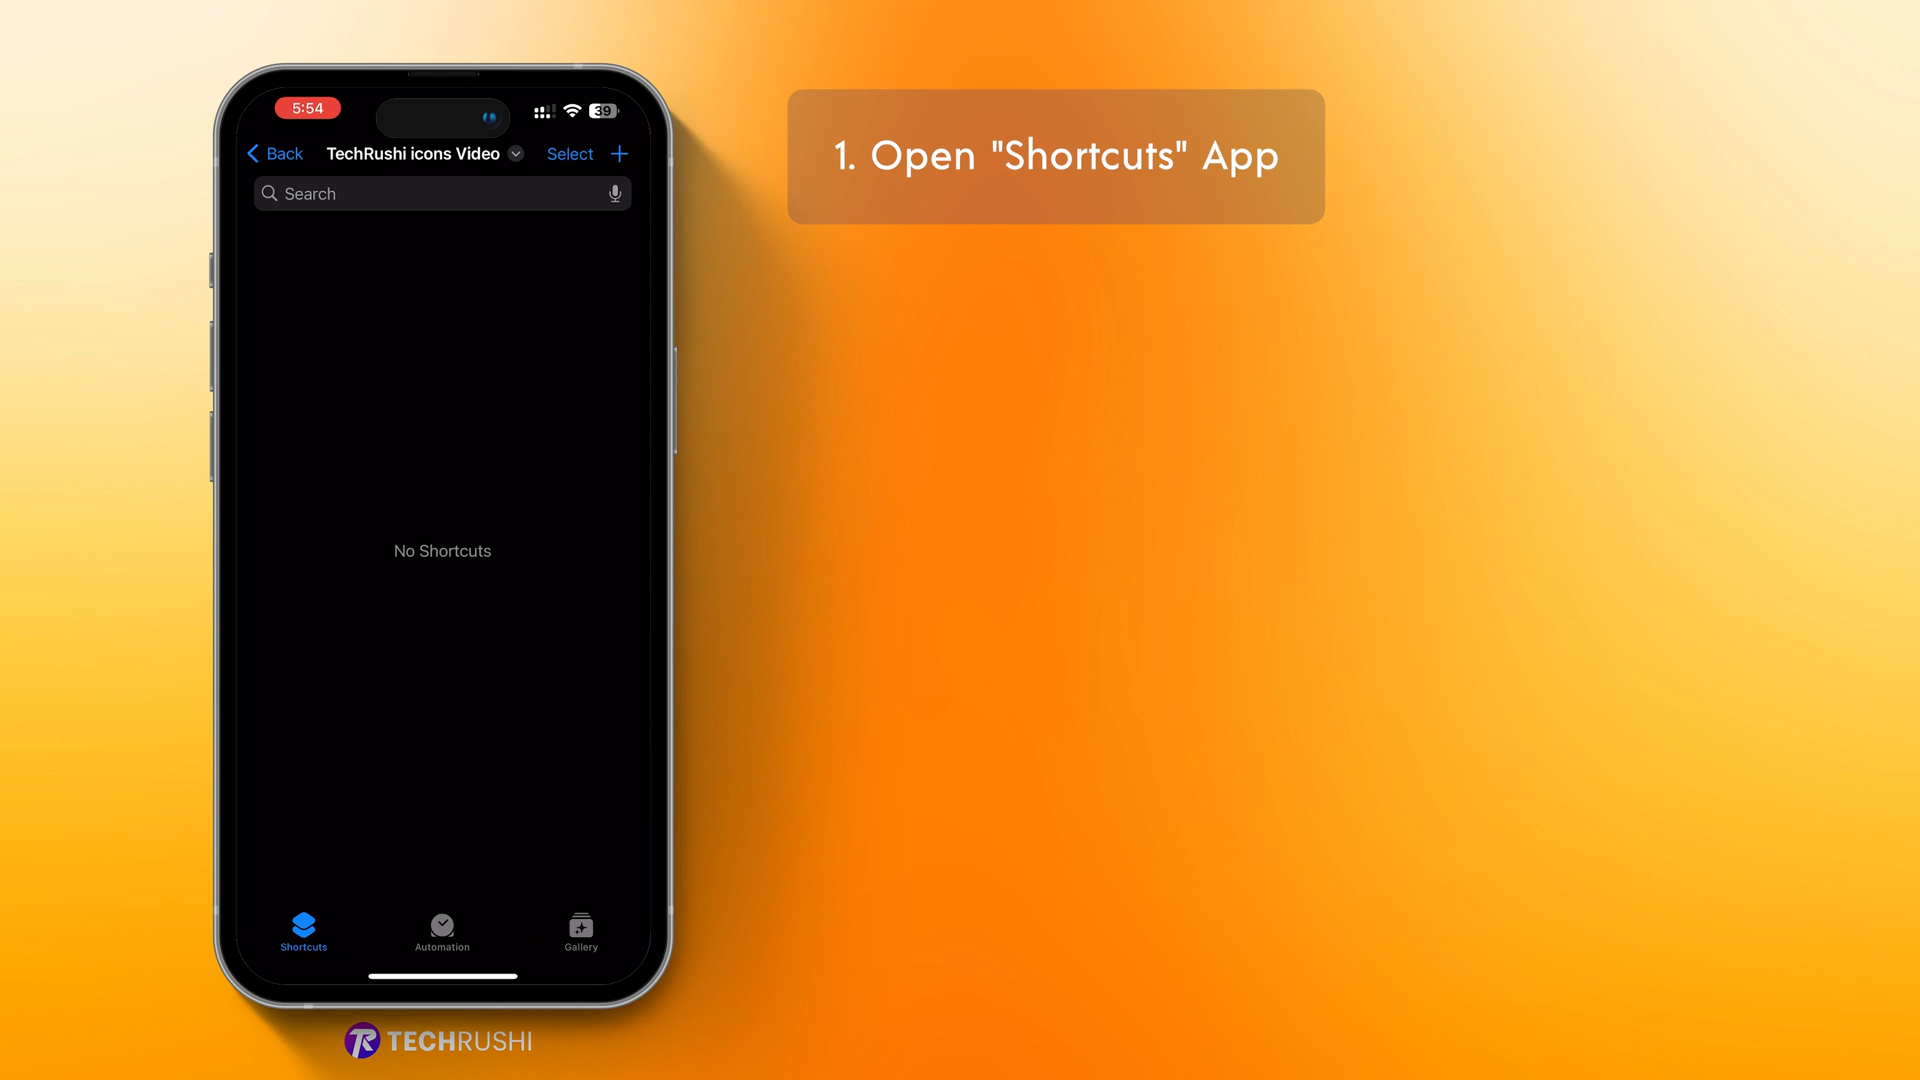 5:54
39
Back
TechRushi icons Video
Select
Search
No Shortcuts
Shortcuts
Automation
Gallery
TECHRUSHI
1. Open "Shortcuts" App